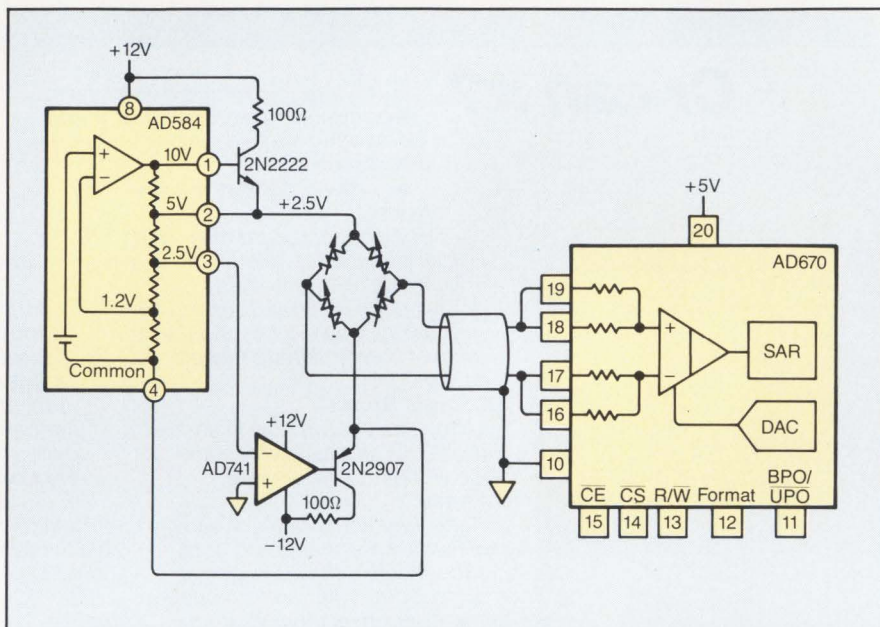 +12V
8
AD584
100Ω
10V
1
2N2222
5V
2
+2.5V
2.5V
3
1.2V
Common
4
+
−
+12V
AD741
−
+
2N2907
100Ω
−12V
+5V
20
AD670
19
18
17
16
10
+
−
SAR
DAC
CE
CS
R/W
Format
BPO/
UPO
15
14
13
12
11